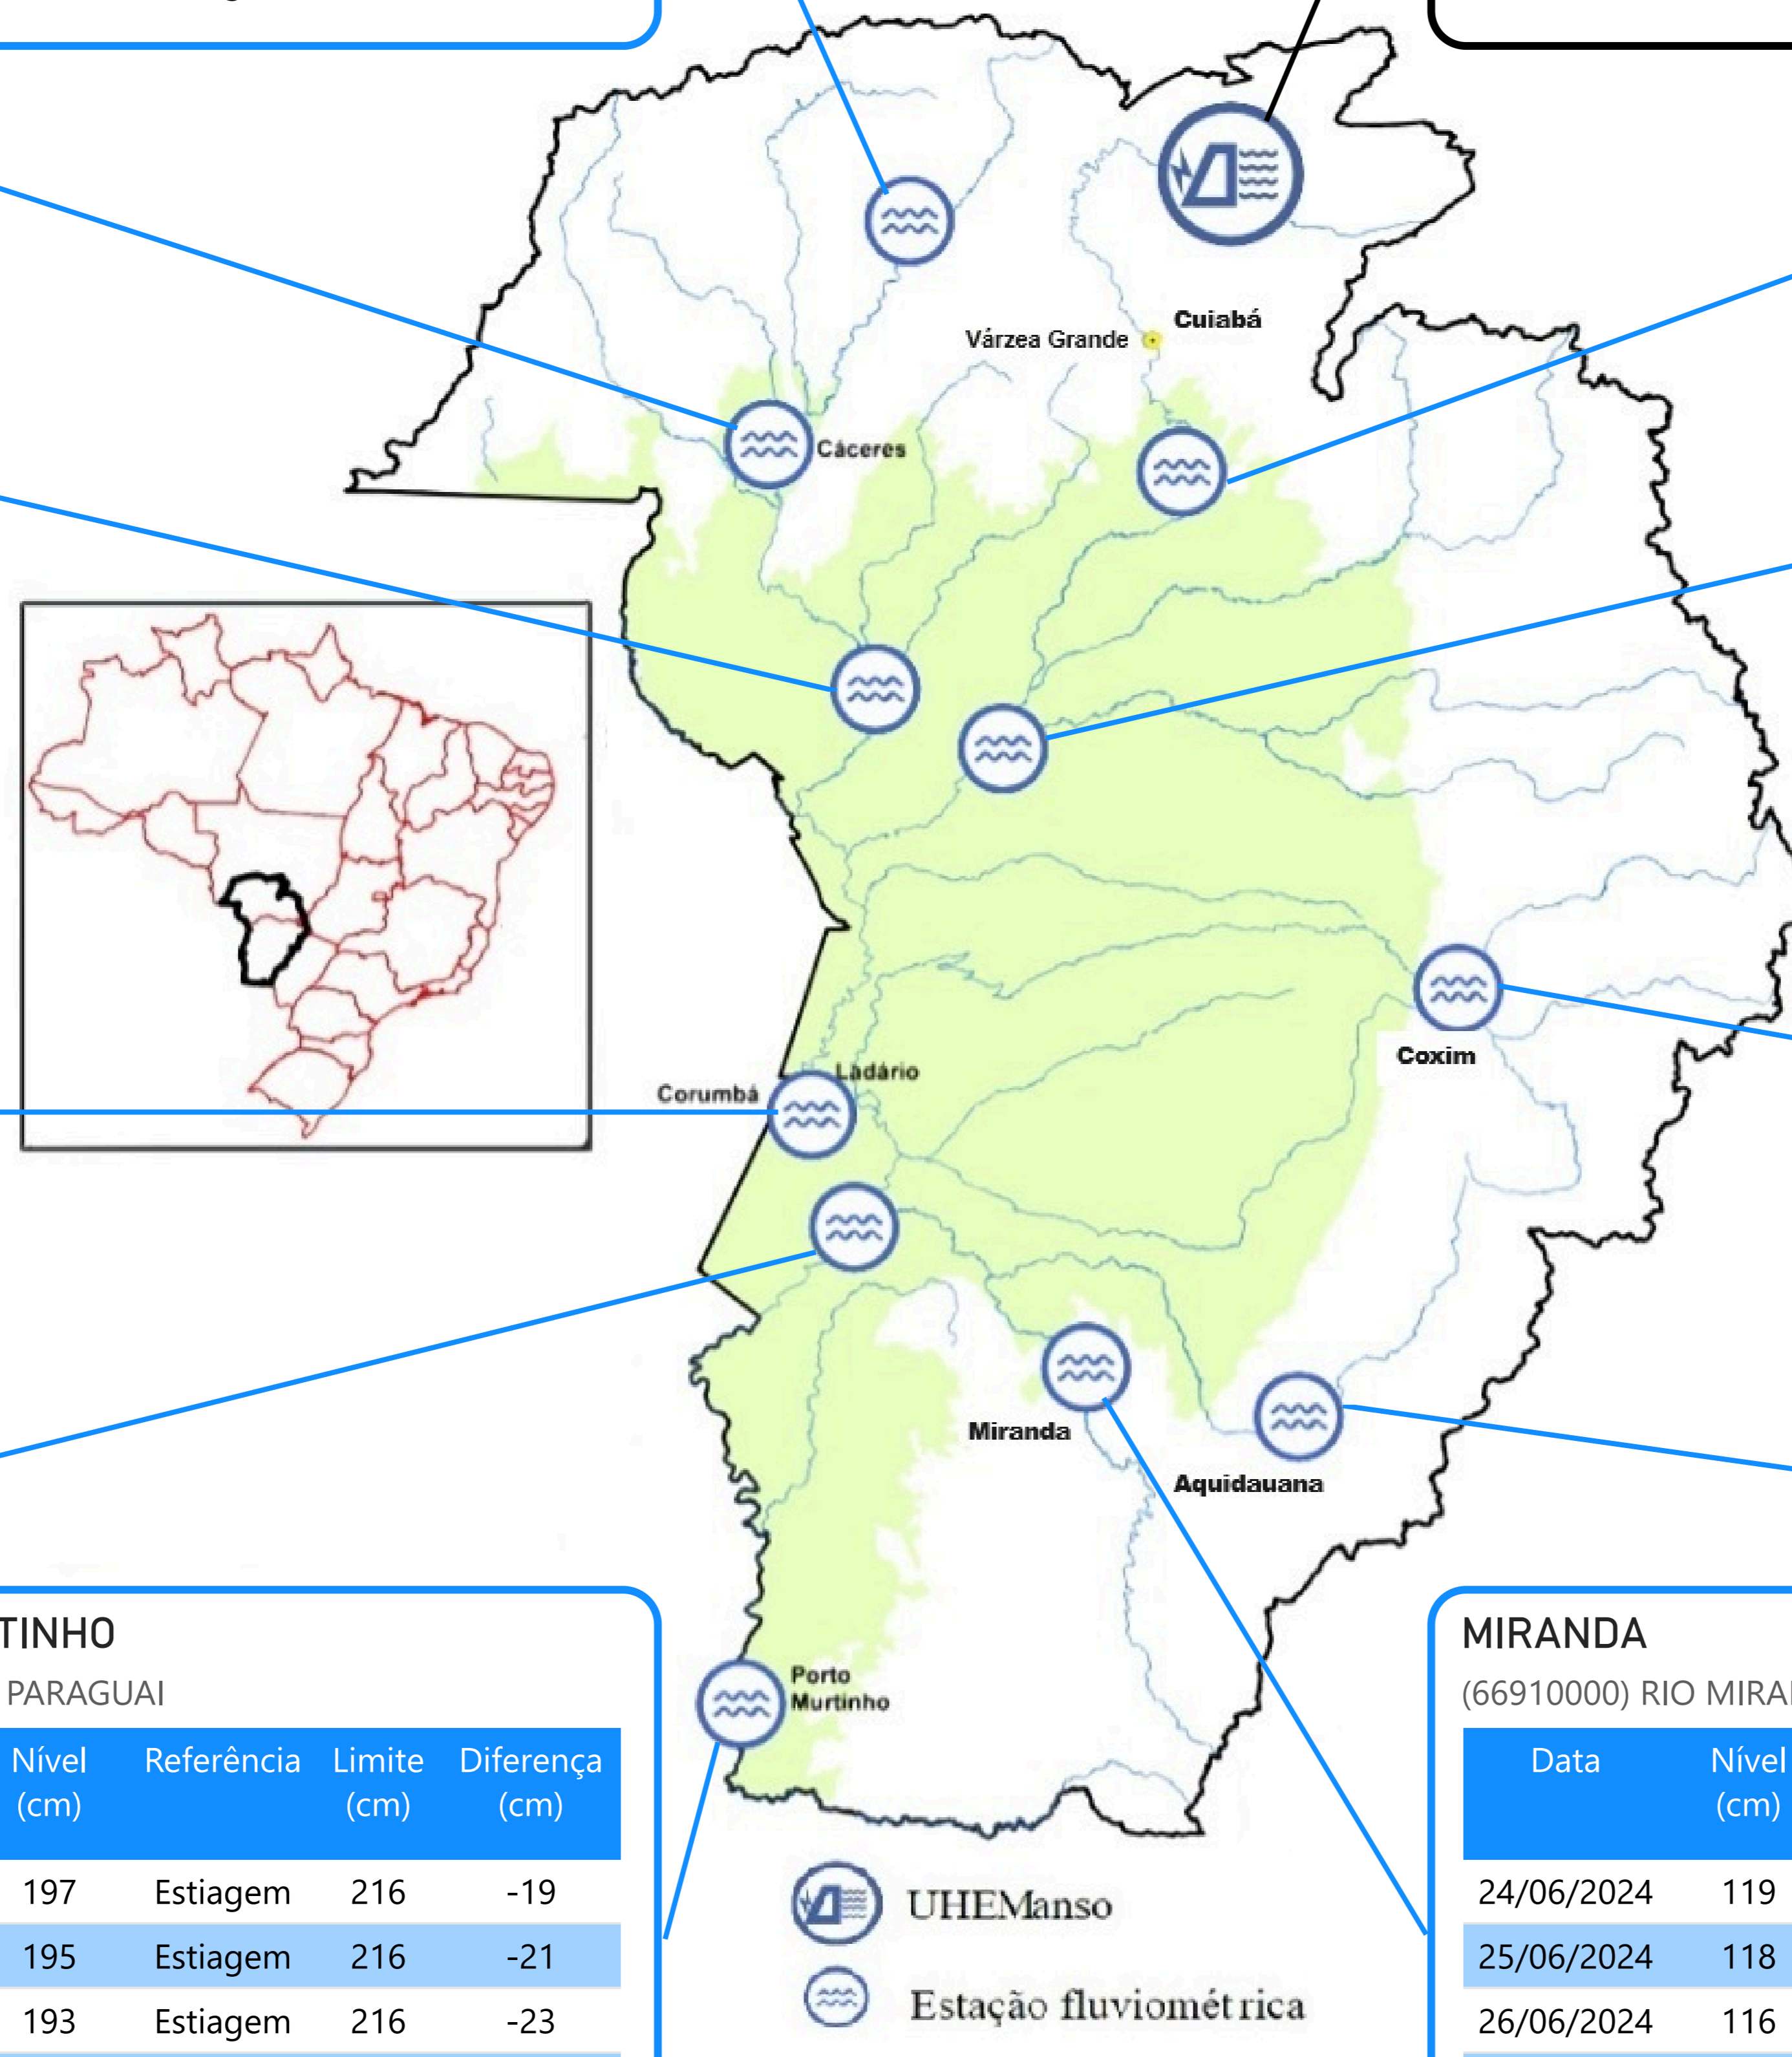 Cuiabá
Várzea Grande
Cáceres
Coxim
Ladário
Corumbá
Miranda
Aquidauana
Porto
Murtinho
UHEManso
Estação fluviométrica
TINHO
PARAGUAI
Nível (cm) Referência Limite (cm) Diferença (cm)
197 Estiagem 216 -19
195 Estiagem 216 -21
193 Estiagem 216 -23
MIRANDA
(66910000) RIO MIRA
Data Nível (cm)
24/06/2024 119
25/06/2024 118
26/06/2024 116